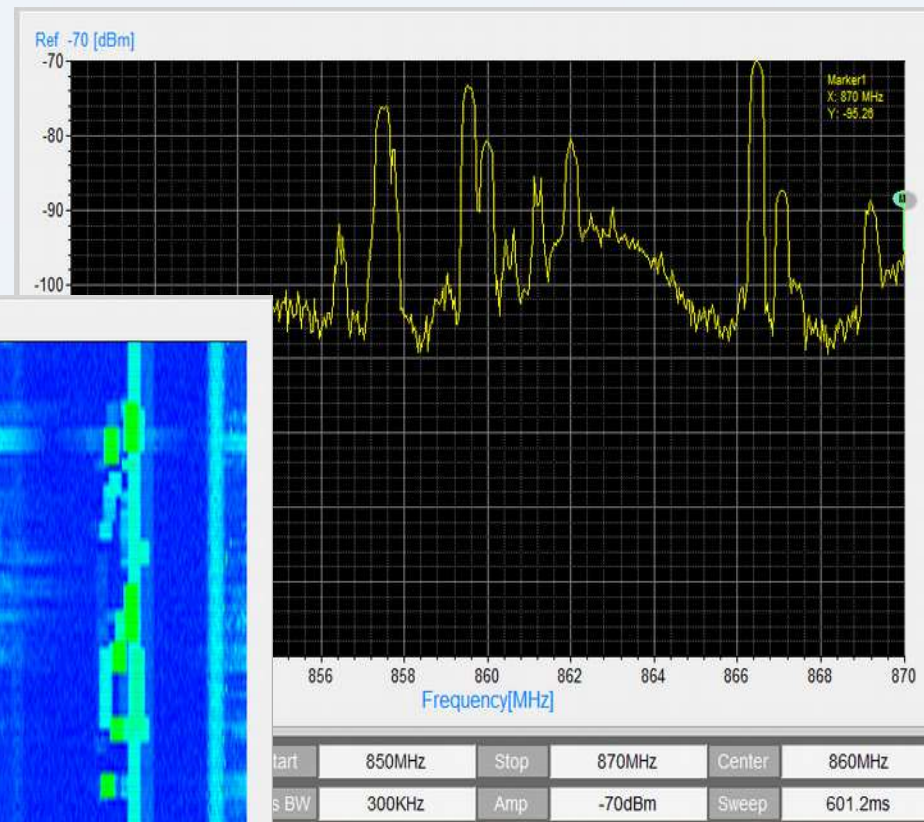 Ref -70 [dBm]
-70
-80
-90
-100
Marker1
X: 870 MHz
Y: -95.26
M
856 858 860 862 864 866 868 870
Frequency[MHz]
tart 850MHz Stop 870MHz Center 860MHz
s BW 300KHz Amp -70dBm Sweep 601.2ms